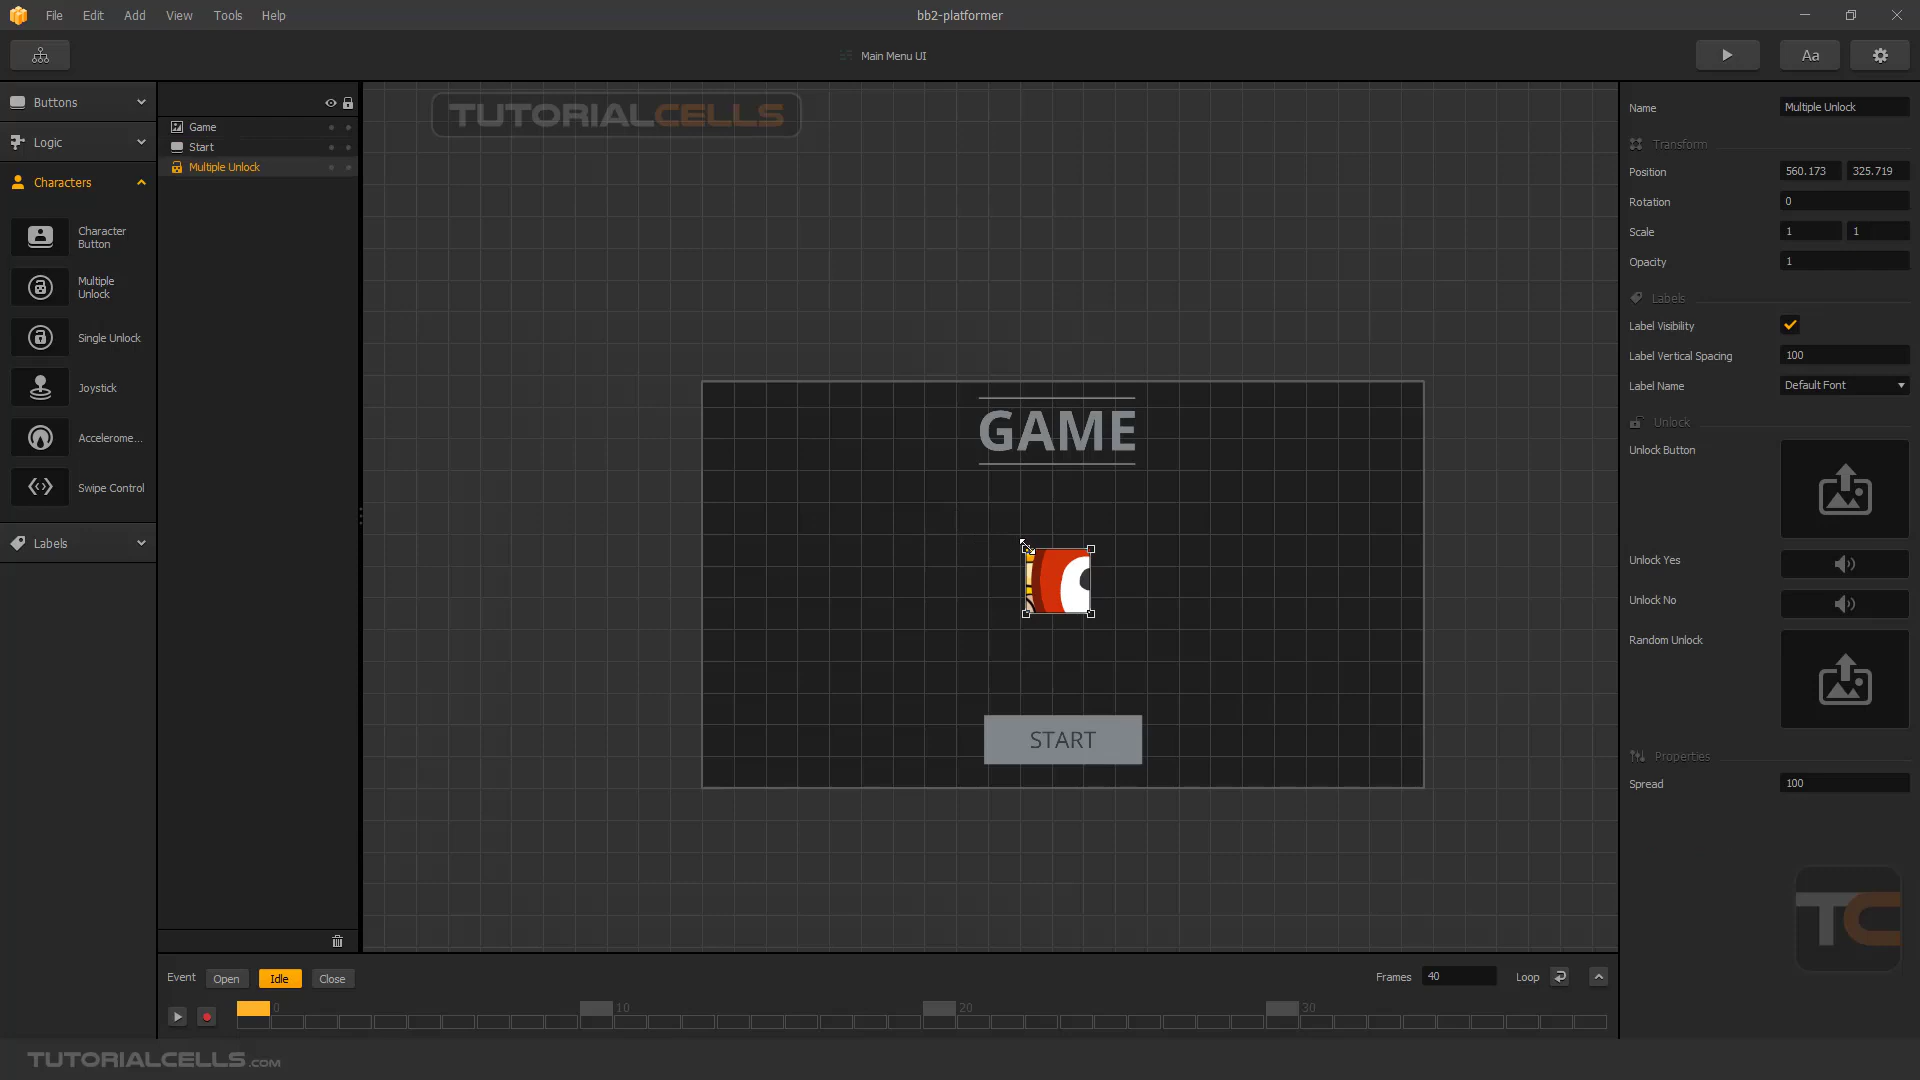 File Edit Add View Tools Help
bb2-platformer
Main Menu UI
Aa
Buttons
Logic
Characters
Character
Button
Multiple
Unlock
Single Unlock
Joystick
Accelerome...
Swipe Control
Labels
Game
Start
Multiple Unlock
TUTORIALCELLS
GAME
START
Name Multiple Unlock
Transform
Position 560.173 325.719
Rotation 0
Scale 1 1
Opacity 1
Labels
Label Visibility
Label Vertical Spacing 100
Label Name Default Font
Unlock
Unlock Button
Unlock Yes
Unlock No
Random Unlock
Properties
Spread 100
TC
Event Open Idle Close
Frames 40 Loop
0 10 20 30
TUTORIALCELLS.COM